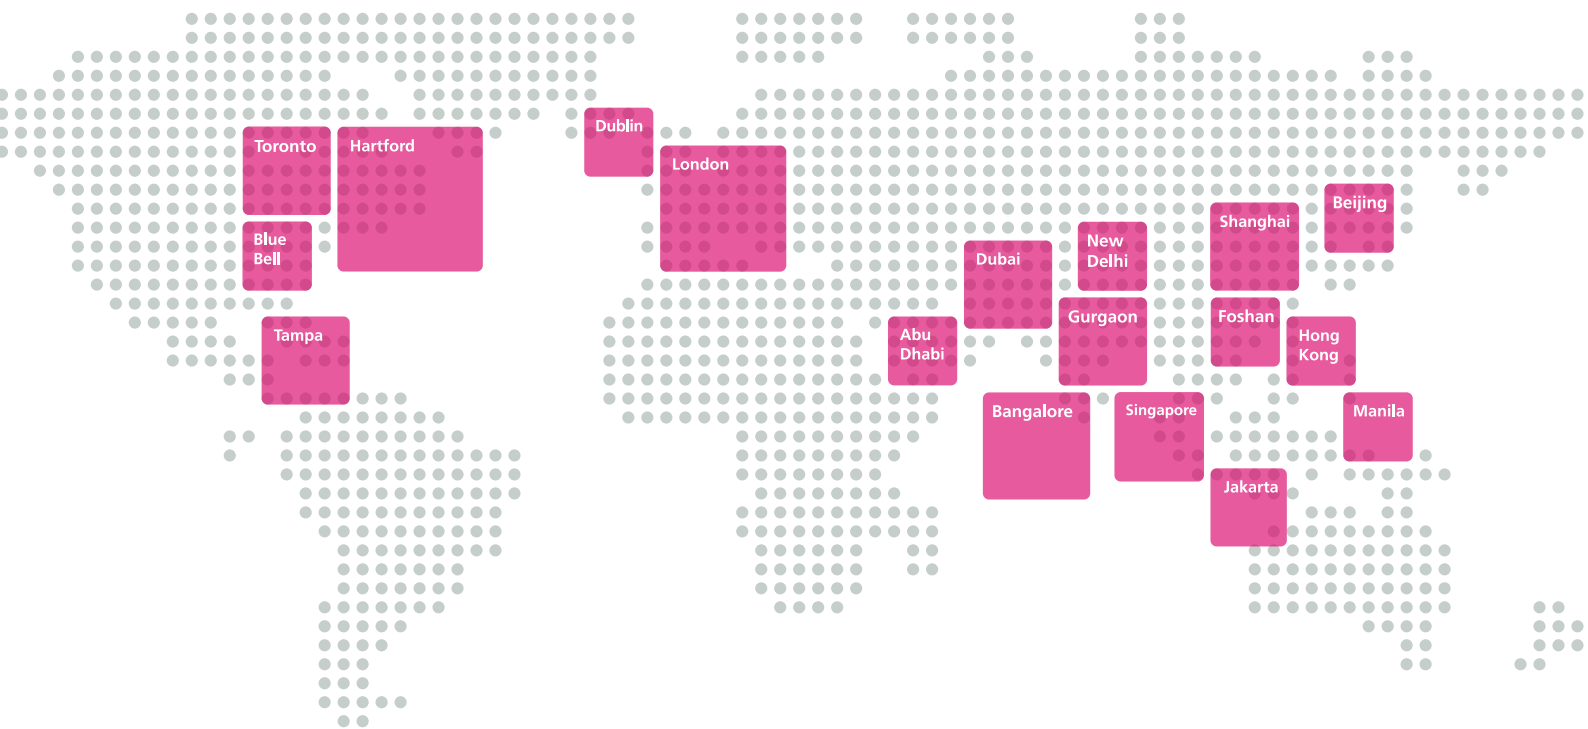 Dublin
Toronto
Hartford
London
Beijing
Shanghai
Blue
Bell
New
Delhi
Dubai
Gurgaon
Foshan
Tampa
Abu
Dhabi
Hong
Kong
Bangalore
Singapore
Manila
Jakarta